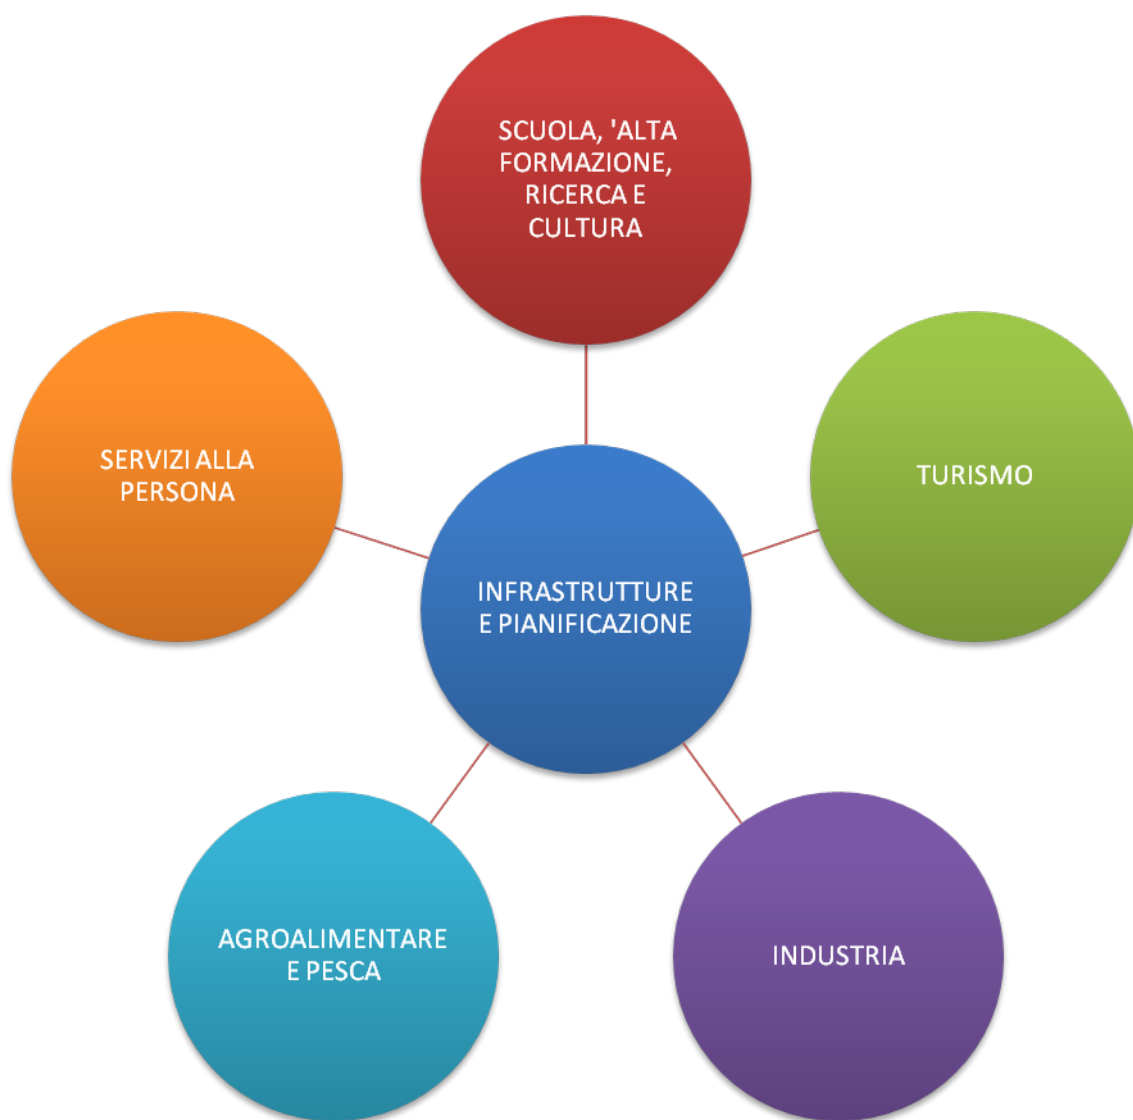 SCUOLA, 'ALTA
FORMAZIONE,
RICERCA E
CULTURA
SERVIZI ALLA
PERSONA
TURISMO
INFRASTRUTTURE
E PIANIFICAZIONE
AGROALIMENTARE
E PESCA
INDUSTRIA